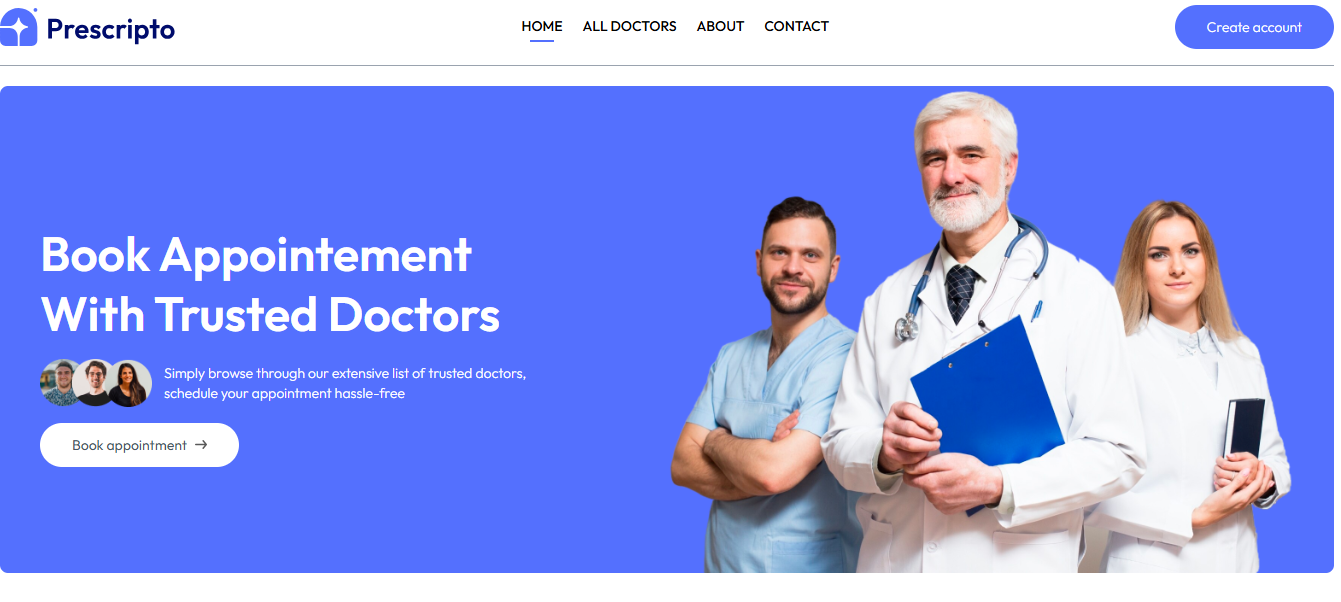 Prescripto
HOME
ALL DOCTORS
ABOUT
CONTACT
Create account
Book Appointement
With Trusted Doctors
Simply browse through our extensive list of trusted doctors,
schedule your appointment hassle-free
Book appointment →